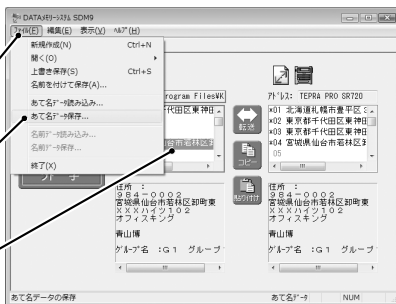 DATAメモリーシステム SDM9
ファイル(F) 編集(E) 表示(V) ヘルプ(H)
新規作成(N) Ctrl+N
開く(O)
上書き保存(S) Ctrl+S
名前を付けて保存(A)...
あて名データ読み込み...
あて名データ保存...
名前データ読み込み...
名前データ保存...
終了(X)
rogram Files¥K
千代田区東神田
仙台市若林区卸
転送
コピー
貼り付け
アドレス: TEPRA PRO SR720
*01 北海道札幌市豊平区
*02 東京都千代田区東神田
*03 東京都千代田区東神田
*04 宮城県仙台市若林区卸
05
住所 :
984-0002
宮城県仙台市若林区卸町東
XXXハイツ102
オフィスキング
青山博
グループ名 :G1 グループ
住所 :
984-0002
宮城県仙台市若林区卸町東
XXXハイツ102
オフィスキング
青山博
グループ名 :G1 グループ
あて名データの保存 あて名データ NUM